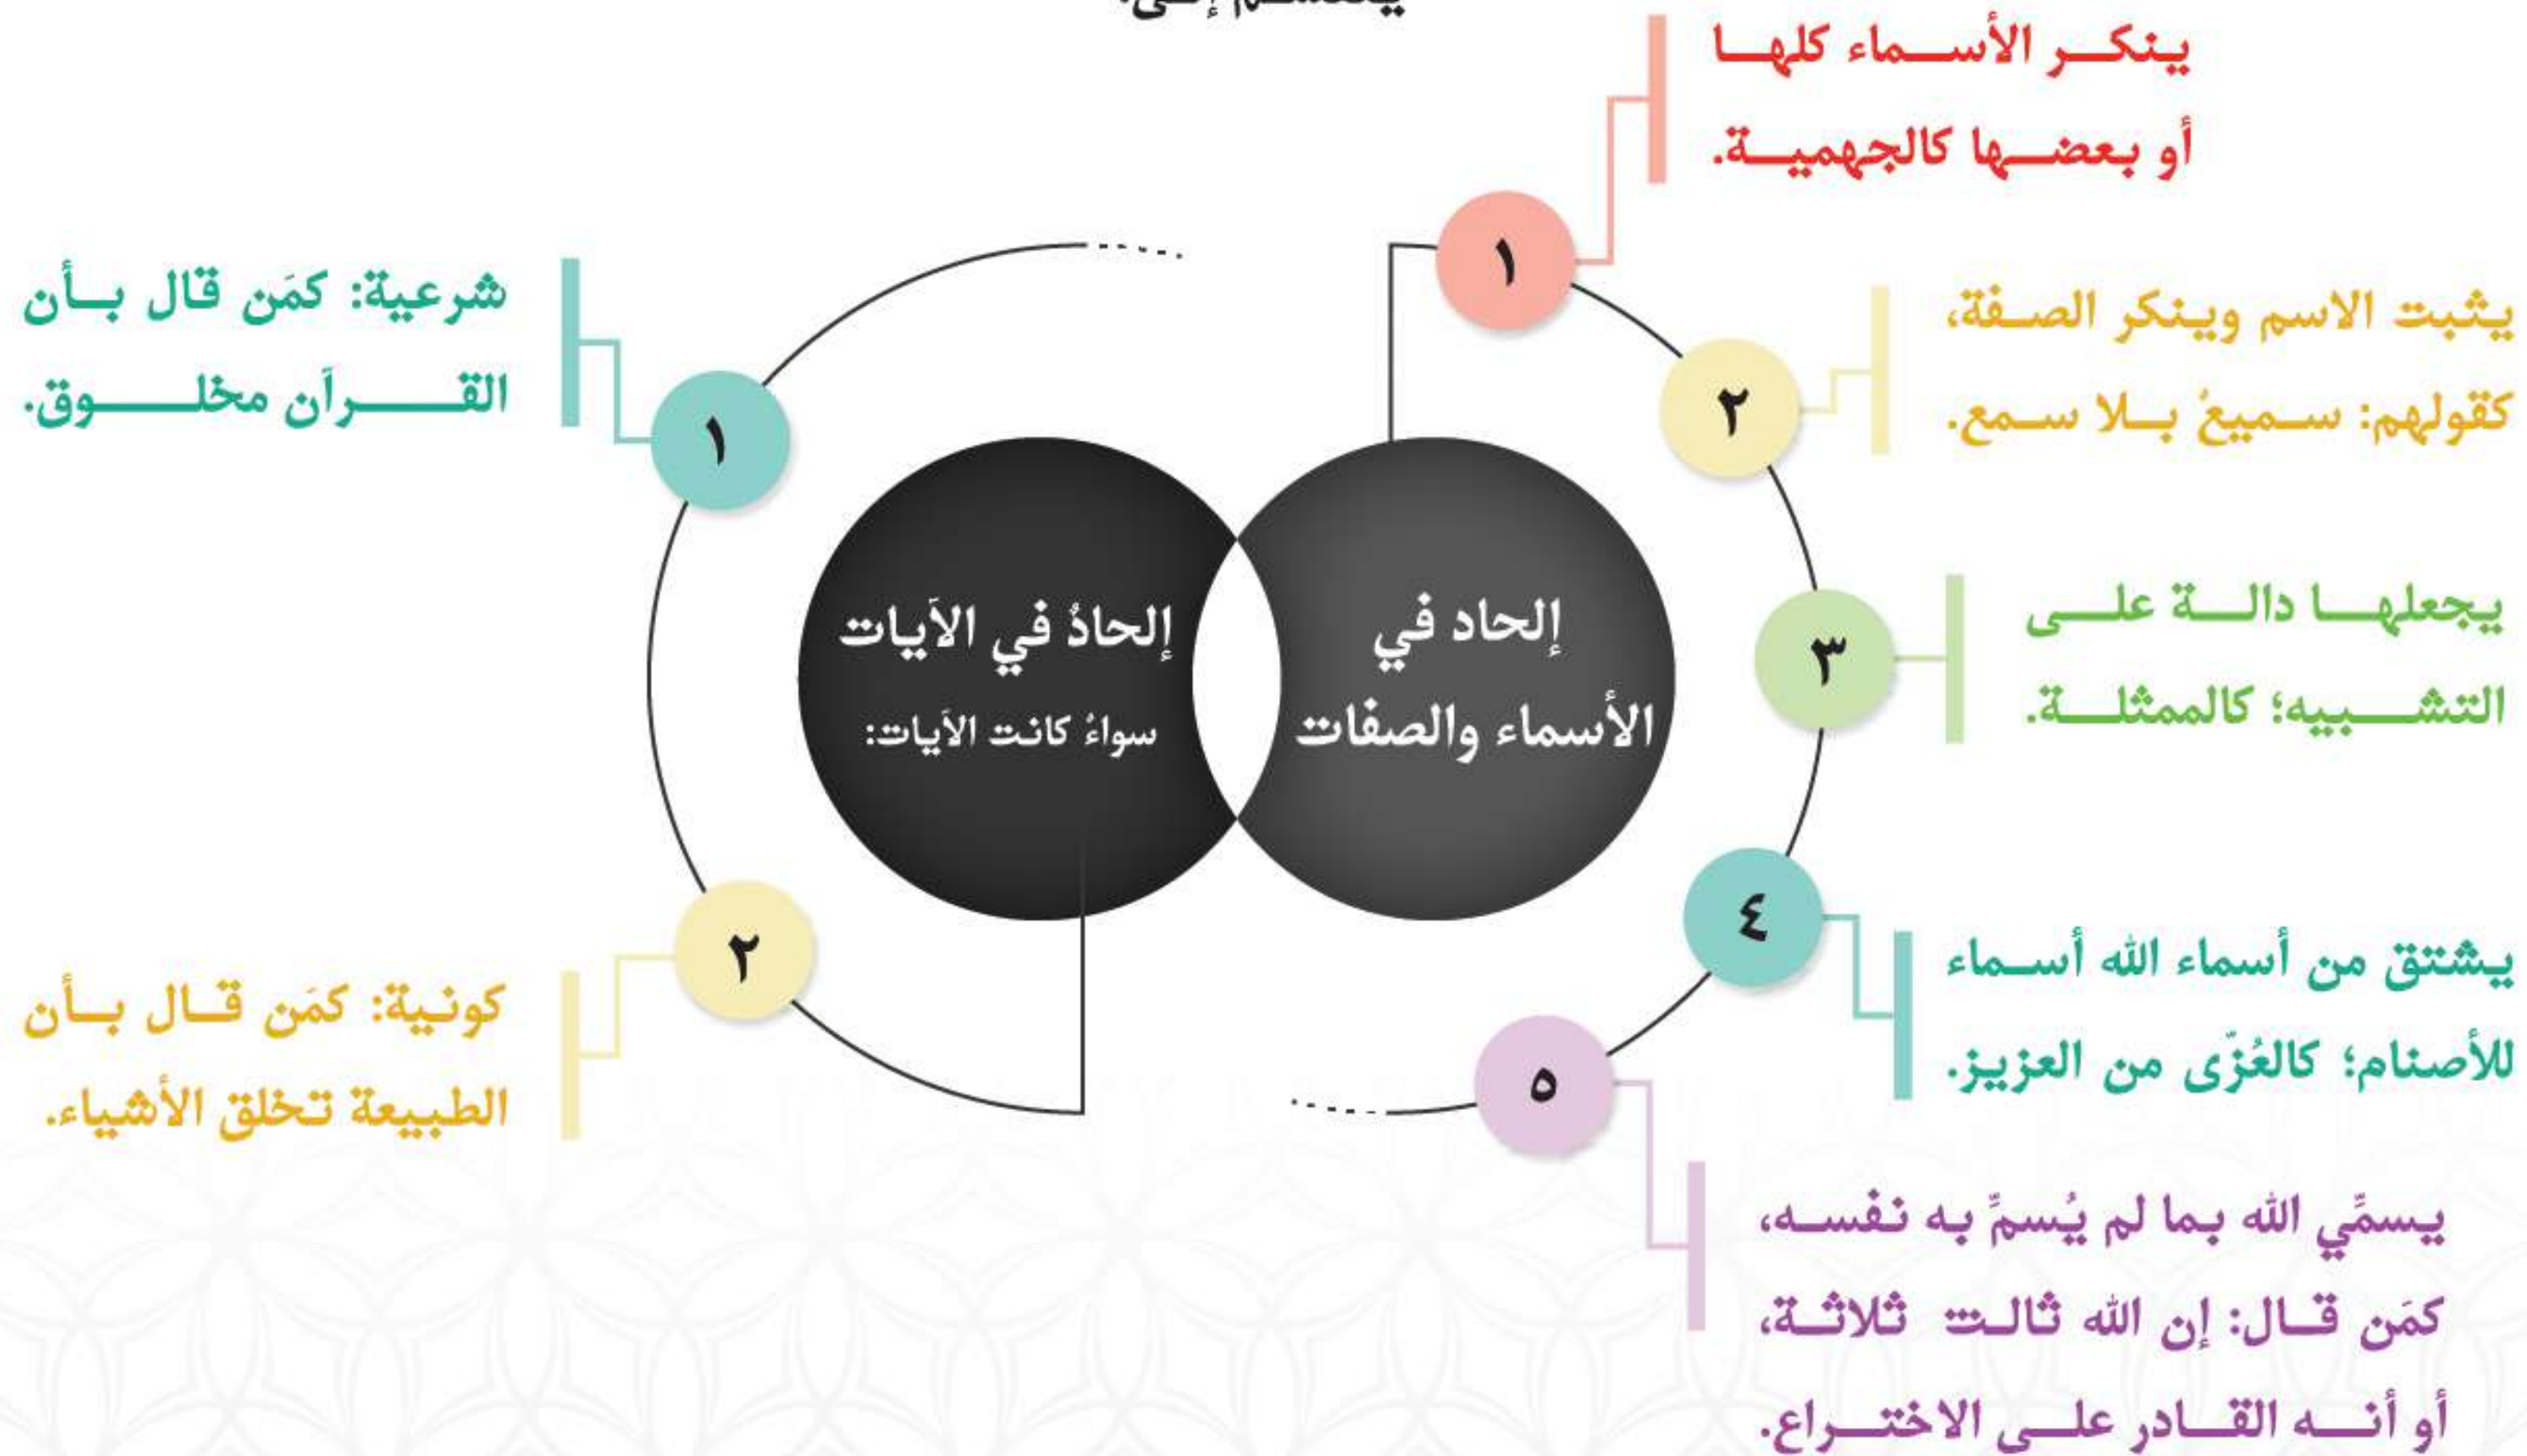 إلحاد في
الأسماء والصفات
١
ينكر الأسماء كلها
أو بعضها كالجهمية.
٢
يثبت الاسم وينكر الصفة،
كقولهم: سميعٌ بلا سمع.
٣
يجعلها دالة على
التشبيه؛ كالممثلة.
٤
يشتق من أسماء الله أسماء
للأصنام؛ كالعُزّى من العزيز.
٥
يسمِّي الله بما لم يُسمِّ به نفسه،
كمَن قال: إن الله ثالث ثلاثة،
أو أنه القادر على الاختراع.
إلحادٌ في الآيات
سواءٌ كانت الآيات:
١
شرعية: كمَن قال بأن
القرآن مخلوق.
٢
كونية: كمَن قال بأن
الطبيعة تخلق الأشياء.